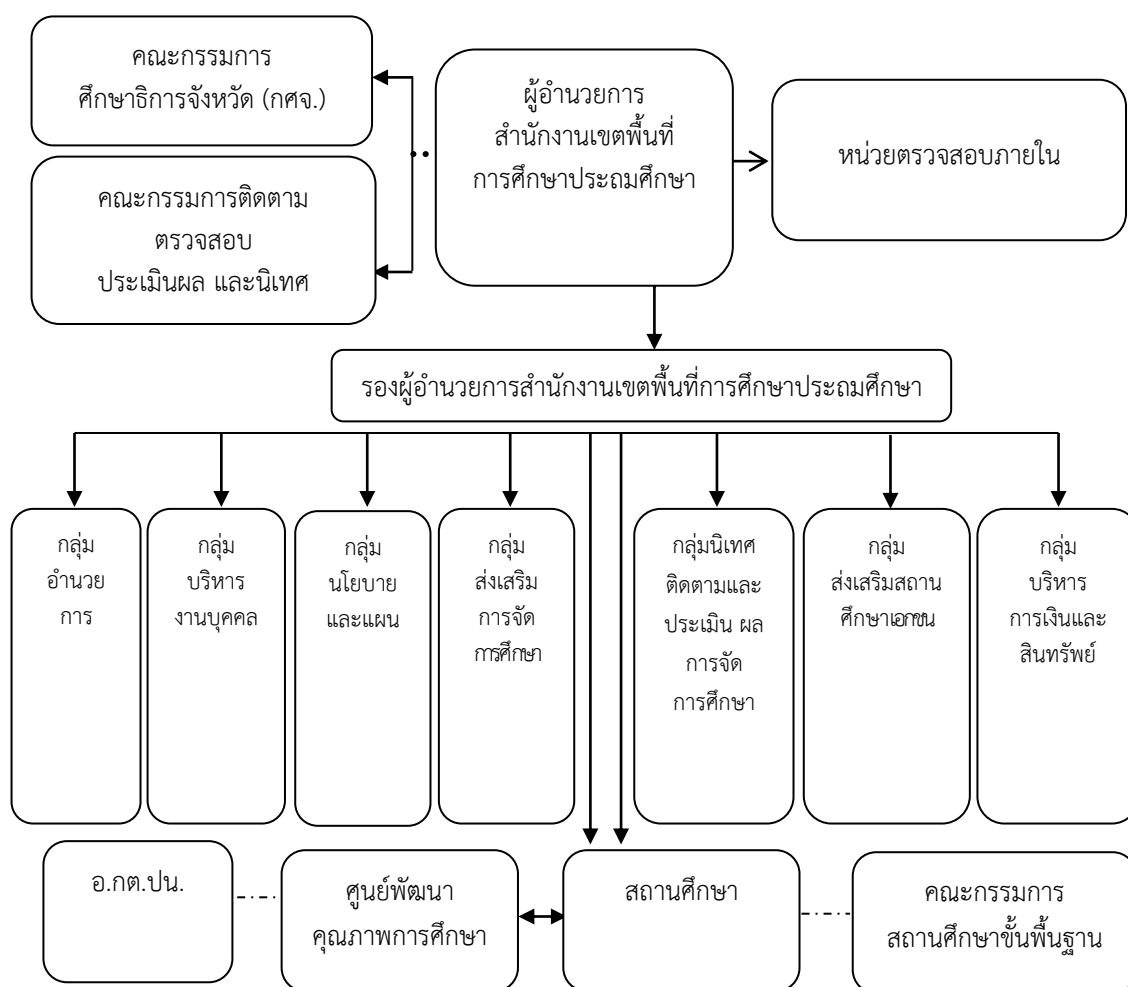 คณะกรรมการ
ศึกษาธิการจังหวัด (กศจ.)
ผู้อำนวยการ
สำนักงานเขตพื้นที่
การศึกษาประถมศึกษา
หน่วยตรวจสอบภายใน
คณะกรรมการติดตาม
ตรวจสอบ
ประเมินผล และนิเทศ
รองผู้อำนวยการสำนักงานเขตพื้นที่การศึกษาประถมศึกษา
กลุ่ม
อำนวย
การ
กลุ่ม
บริหาร
งานบุคคล
กลุ่ม
นโยบาย
และแผน
กลุ่ม
ส่งเสริม
การจัด
การศึกษา
กลุ่มนิเทศ
ติดตามและ
ประเมิน ผล
การจัด
การศึกษา
กลุ่ม
ส่งเสริมสถาน
ศึกษาเอกชน
กลุ่ม
บริหาร
การเงินและ
สินทรัพย์
อ.กต.ปน.
ศูนย์พัฒนา
คุณภาพการศึกษา
สถานศึกษา
คณะกรรมการ
สถานศึกษาขั้นพื้นฐาน